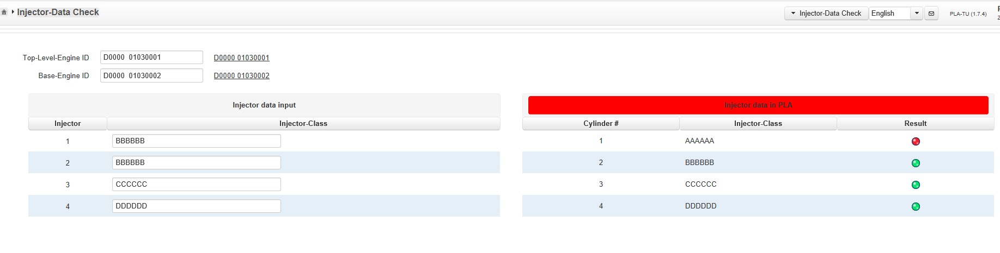 Injector-Data Check
Injector-Data Check English PLA-TU (1.7.4)
Top-Level-Engine ID D0000  01030001 D0000 01030001
Base-Engine ID D0000  01030002 D0000 01030002
Injector data input
Injector Injector-Class
1 BBBBBB
2 BBBBBB
3 CCCCCC
4 DDDDDD
Injector data in PLA
Cylinder # Injector-Class Result
1 AAAAAA
2 BBBBBB
3 CCCCCC
4 DDDDDD